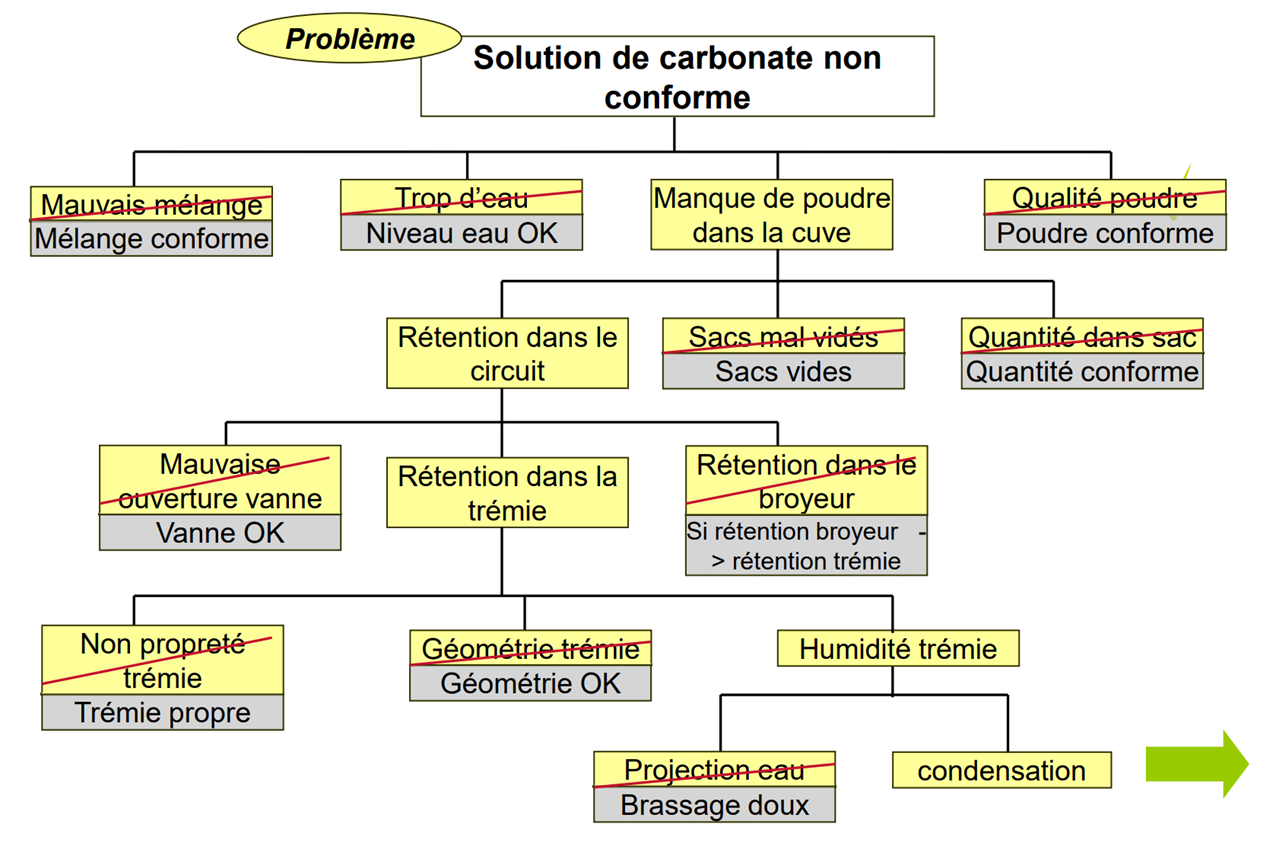 Problème
Solution de carbonate non
conforme
Mauvais mélange
Mélange conforme
Trop d’eau
Niveau eau OK
Manque de poudre
dans la cuve
Qualité poudre
Poudre conforme
Rétention dans le
circuit
Sacs mal vidés
Sacs vides
Quantité dans sac
Quantité conforme
Mauvaise
ouverture vanne
Vanne OK
Rétention dans la
trémie
Rétention dans le
broyeur
Si rétention broyeur -
> rétention trémie
Non propreté
trémie
Trémie propre
Géométrie trémie
Géométrie OK
Humidité trémie
Projection eau
Brassage doux
condensation